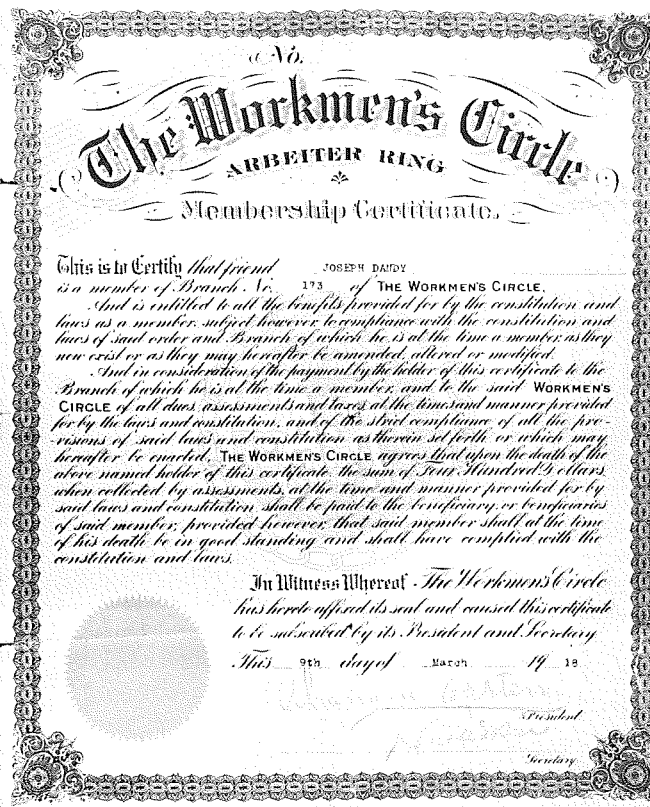 No.
The Workmen's Circle
ARBEITER RING
Membership Certificate.
This is to Certify that friend JOSEPH DANDY
is a member of Branch No. 173 of THE WORKMEN'S CIRCLE.
And is entitled to all the benefits provided for by the constitution and
laws as a member, subject however to compliance with the constitution and
laws of said order and Branch of which he is at the time a member, as they
now exist or as they may hereafter be amended, altered or modified.
And in consideration of the payment by the holder of this certificate to the
Branch of which he is at the time a member, and to the said WORKMEN'S
CIRCLE of all dues, assessments and taxes at the times and manner provided
for by the laws and constitution, and of the strict compliance of all the pro-
visions of said laws and constitution as therein set forth or which may
hereafter be enacted, THE WORKMEN'S CIRCLE agrees that upon the death of the
above named holder of this certificate the sum of Four Hundred Dollars
when collected by assessments, at the time and manner provided for by
said laws and constitution, shall be paid to the beneficiary, or beneficiaries
of said member, provided however, that said member shall at the time
of his death be in good standing and shall have complied with the
constitution and laws.
In Witness Whereof - The Workmen's Circle
has hereto affixed its seal and caused this certificate
to be subscribed by its President and Secretary
This 9th day of March 19 18
President
Secretary.